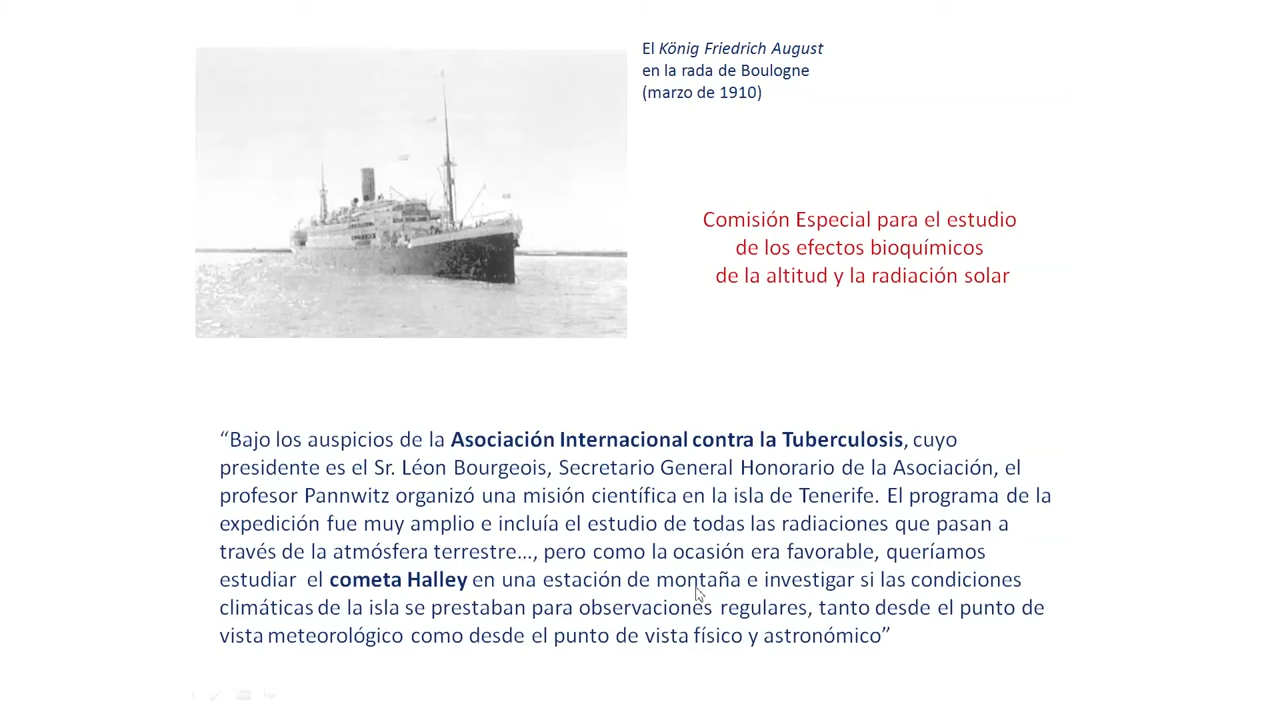 El König Friedrich August
en la rada de Boulogne
(marzo de 1910)
Comisión Especial para el estudio
de los efectos bioquímicos
de la altitud y la radiación solar
“Bajo los auspicios de la Asociación Internacional contra la Tuberculosis, cuyo
presidente es el Sr. Léon Bourgeois, Secretario General Honorario de la Asociación, el
profesor Pannwitz organizó una misión científica en la isla de Tenerife. El programa de la
expedición fue muy amplio e incluía el estudio de todas las radiaciones que pasan a
través de la atmósfera terrestre…, pero como la ocasión era favorable, queríamos
estudiar el cometa Halley en una estación de montaña e investigar si las condiciones
climáticas de la isla se prestaban para observaciones regulares, tanto desde el punto de
vista meteorológico como desde el punto de vista físico y astronómico”